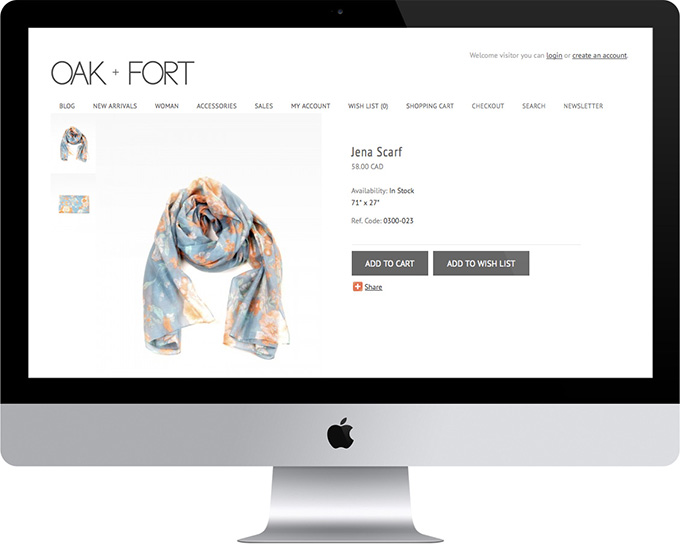 Welcome visitor you can login or create an account.
OAK + FORT
BLOG NEW ARRIVALS WOMAN ACCESSORIES SALES MY ACCOUNT WISH LIST (0) SHOPPING CART CHECKOUT SEARCH NEWSLETTER
Jena Scarf
$8.00 CAD
Availability: In Stock
71" x 27"
Ref. Code: 0300-023
ADD TO CART ADD TO WISH LIST
Share